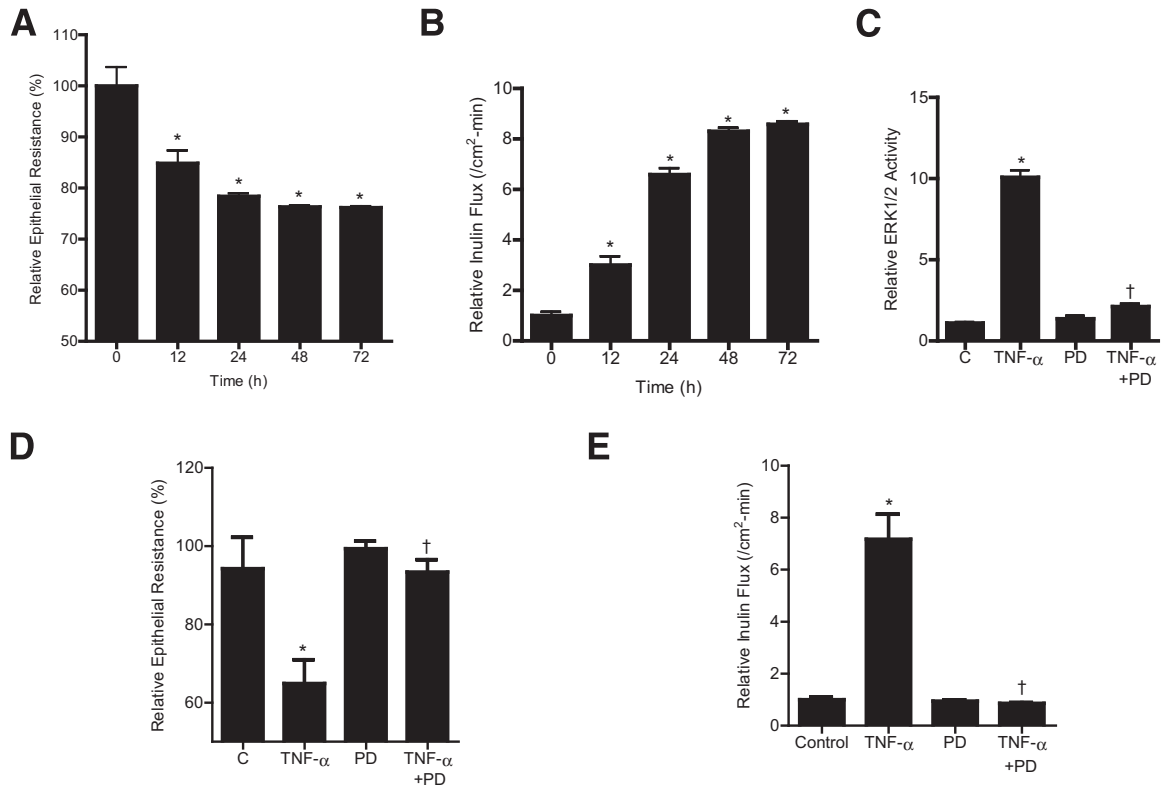 A
Relative Epithelial Resistance (%)
110
100
90
80
70
60
50
*
*
*
*
0 12 24 48 72
Time (h)
B
Relative Inulin Flux (/cm²-min)
10
8
6
4
2
0
*
*
*
*
0 12 24 48 72
Time (h)
C
Relative ERK1/2 Activity
15
10
5
0
*
†
C TNF-α PD TNF-α
+PD
D
Relative Epithelial Resistance (%)
120
100
80
60
*
†
C TNF-α PD TNF-α
+PD
E
Relative Inulin Flux (/cm²-min)
10
8
6
4
2
0
*
†
Control TNF-α PD TNF-α
+PD